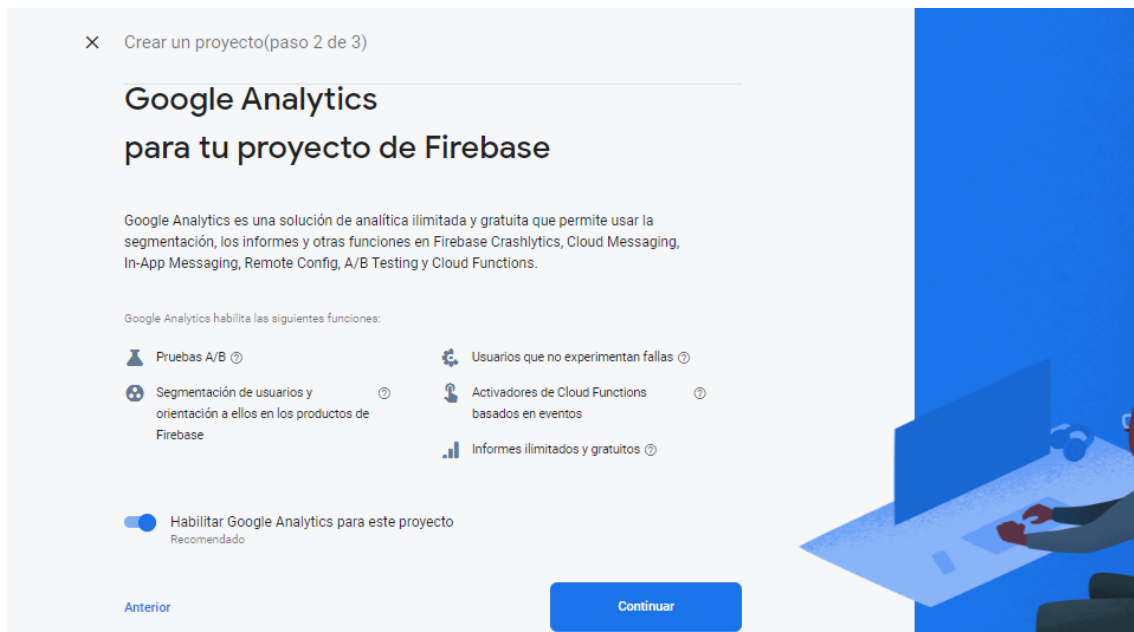 Crear un proyecto(paso 2 de 3)
Google Analytics
para tu proyecto de Firebase
Google Analytics es una solución de analítica ilimitada y gratuita que permite usar la
segmentación, los informes y otras funciones en Firebase Crashlytics, Cloud Messaging,
In-App Messaging, Remote Config, A/B Testing y Cloud Functions.
Google Analytics habilita las siguientes funciones:
Pruebas A/B
Segmentación de usuarios y
orientación a ellos en los productos de
Firebase
Usuarios que no experimentan fallas
Activadores de Cloud Functions
basados en eventos
Informes ilimitados y gratuitos
Habilitar Google Analytics para este proyecto
Recomendado
Anterior
Continuar